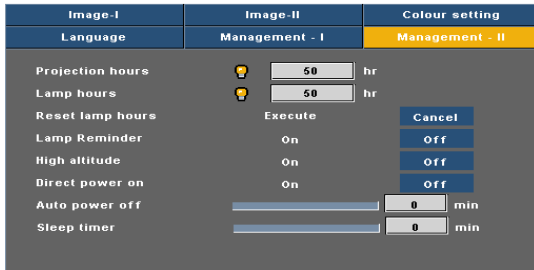 Image-I Image-II Colour setting
Language Management - I Management - II
Projection hours 50 hr
Lamp hours 50 hr
Reset lamp hours Execute Cancel
Lamp Reminder On Off
High altitude On Off
Direct power on On Off
Auto power off 0 min
Sleep timer 0 min